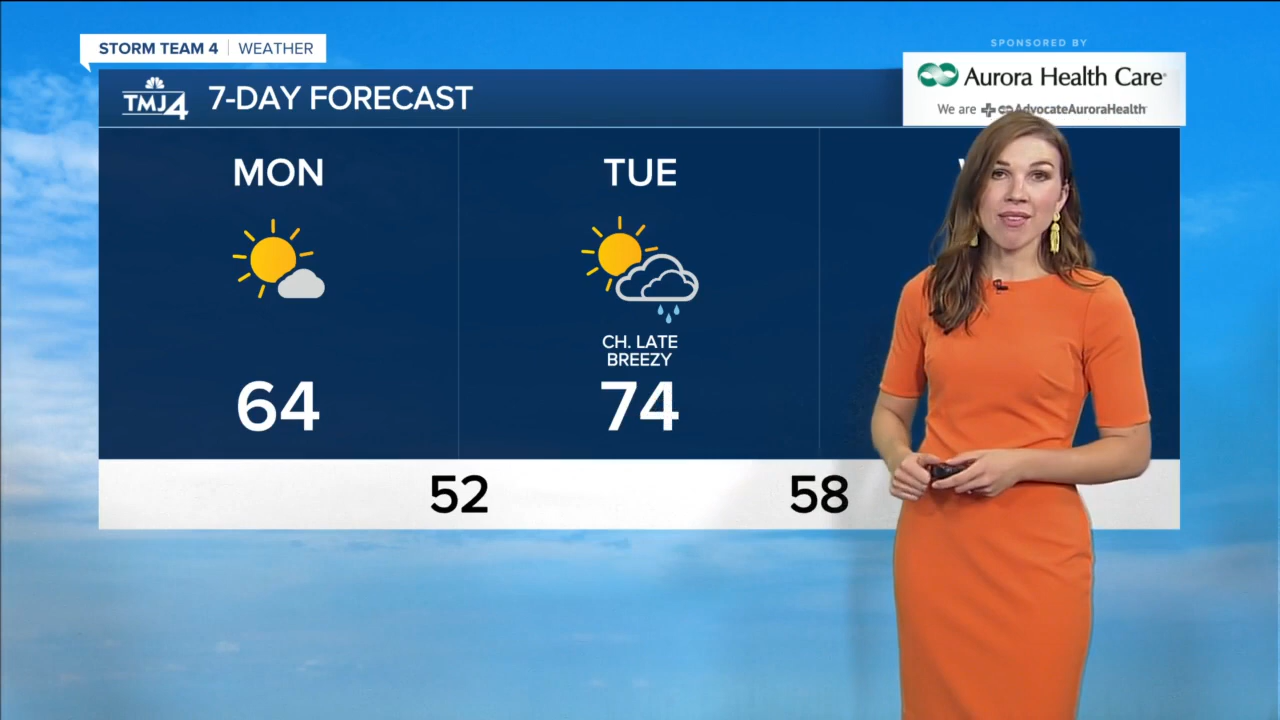 STORM TEAM 4 | WEATHER
SPONSORED BY
Aurora Health Care
We are AdvocateAuroraHealth
TMJ4 7-DAY FORECAST
MON
TUE
CH. LATE
BREEZY
64
74
52
58